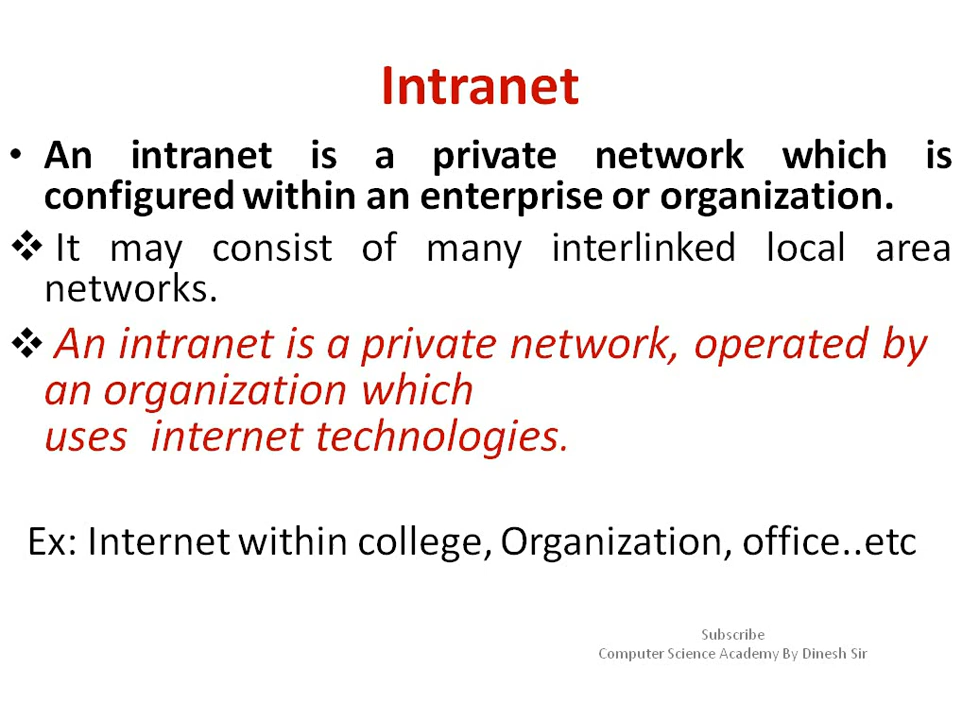 Intranet
• An intranet is a private network which is
configured within an enterprise or organization.
❖ It may consist of many interlinked local area
networks.
❖ An intranet is a private network, operated by
an organization which
uses internet technologies.
Ex: Internet within college, Organization, office..etc
Subscribe
Computer Science Academy By Dinesh Sir